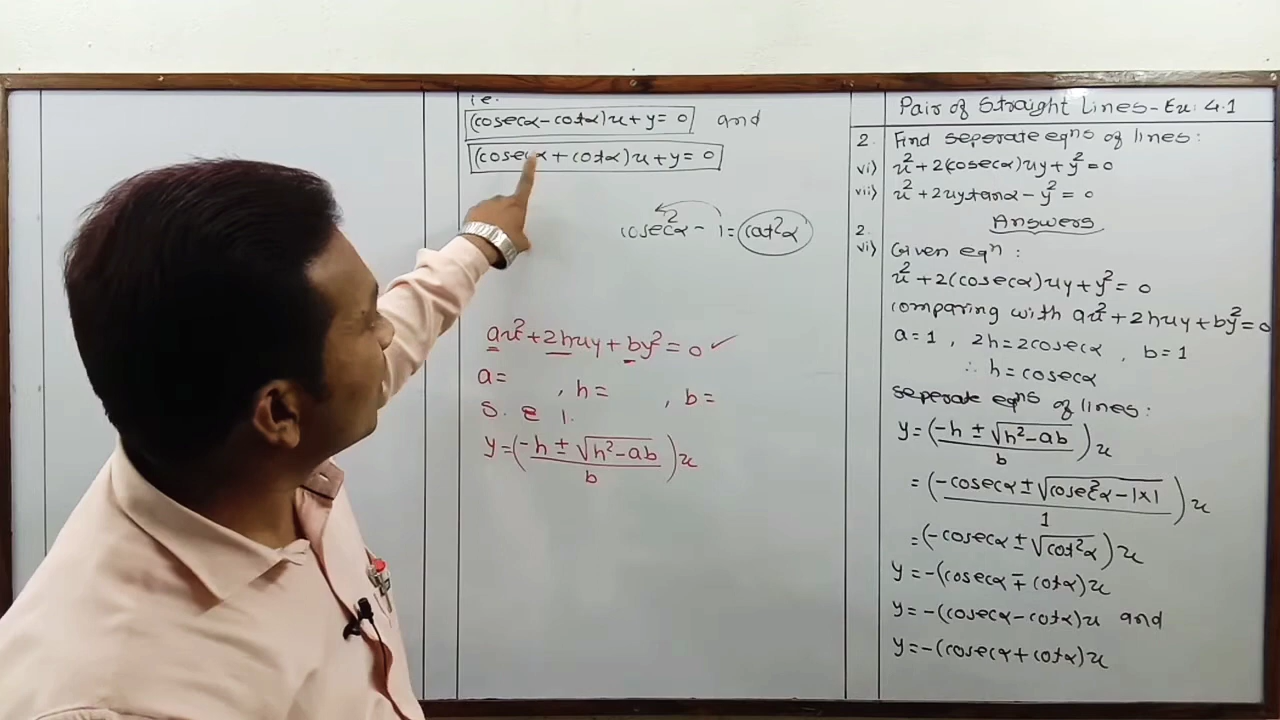 i.e.
(cosecα - cotα)x + y = 0 and
(cosecα + cotα)x + y = 0
cosec²α - 1 = cot²α
ax² + 2hxy + by² = 0 ✓
a= , h= , b=
S. E l.
y = (-h ± √h²-ab / b)x
Pair of Straight Lines - Ex: 4.1
2. Find seperate eqns of lines:
vi) x² + 2(cosecα)xy + y² = 0
vii) x² + 2xytanα - y² = 0
Answers
2.
vi) Given eqn:
x² + 2(cosecα)xy + y² = 0
comparing with ax² + 2hxy + by² = 0
a = 1 , 2h = 2cosecα , b = 1
∴ h = cosecα
seperate eqns of lines:
y = (-h ± √h²-ab / b)x
= (-cosecα ± √cosec²α - 1×1 / 1)x
= (-cosecα ± √cot²α)x
y = -(cosecα ∓ cotα)x
y = -(cosecα - cotα)x and
y = -(cosecα + cotα)x